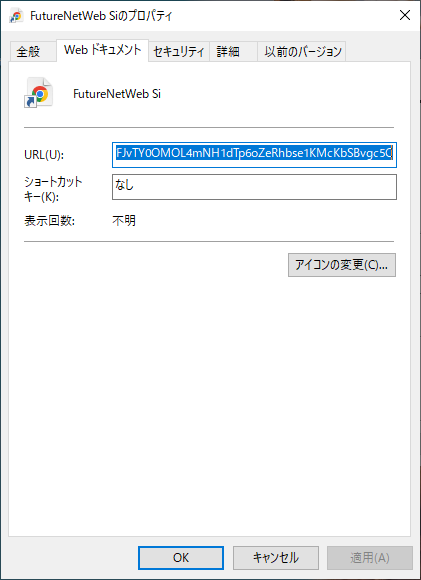 FutureNetWeb Siのプロパティ
全般 Web ドキュメント セキュリティ 詳細 以前のバージョン
FutureNetWeb Si
URL(U): FJvTY0OMOL4mNH1dTp6oZeRhbse1KMcKbSBvgc5C
ショートカット
キー(K): なし
表示回数: 不明
アイコンの変更(C)...
OK キャンセル 適用(A)